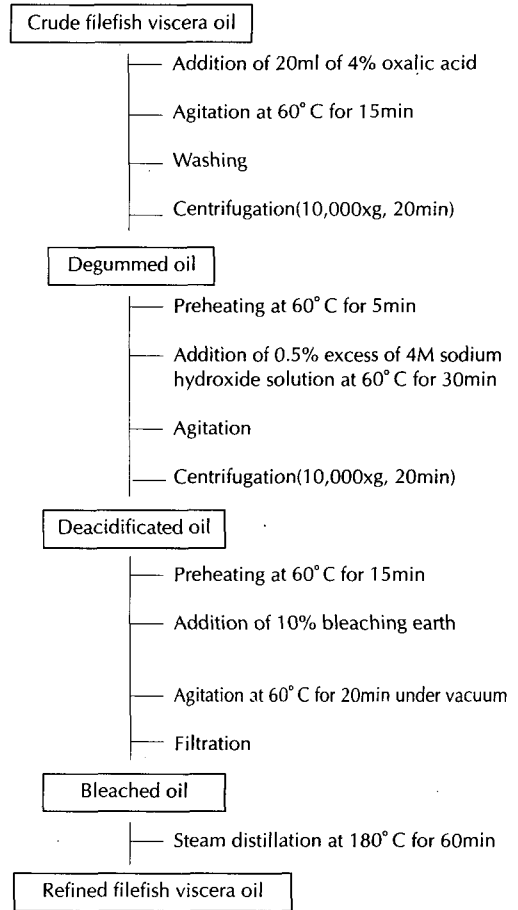 Crude filefish viscera oil
Addition of 20ml of 4% oxalic acid
Agitation at 60°C for 15min
Washing
Centrifugation(10,000xg, 20min)
Degummed oil
Preheating at 60°C for 5min
Addition of 0.5% excess of 4M sodium
hydroxide solution at 60°C for 30min
Agitation
Centrifugation(10,000xg, 20min)
Deacidificated oil
Preheating at 60°C for 15min
Addition of 10% bleaching earth
Agitation at 60°C for 20min under vacuum
Filtration
Bleached oil
Steam distillation at 180°C for 60min
Refined filefish viscera oil